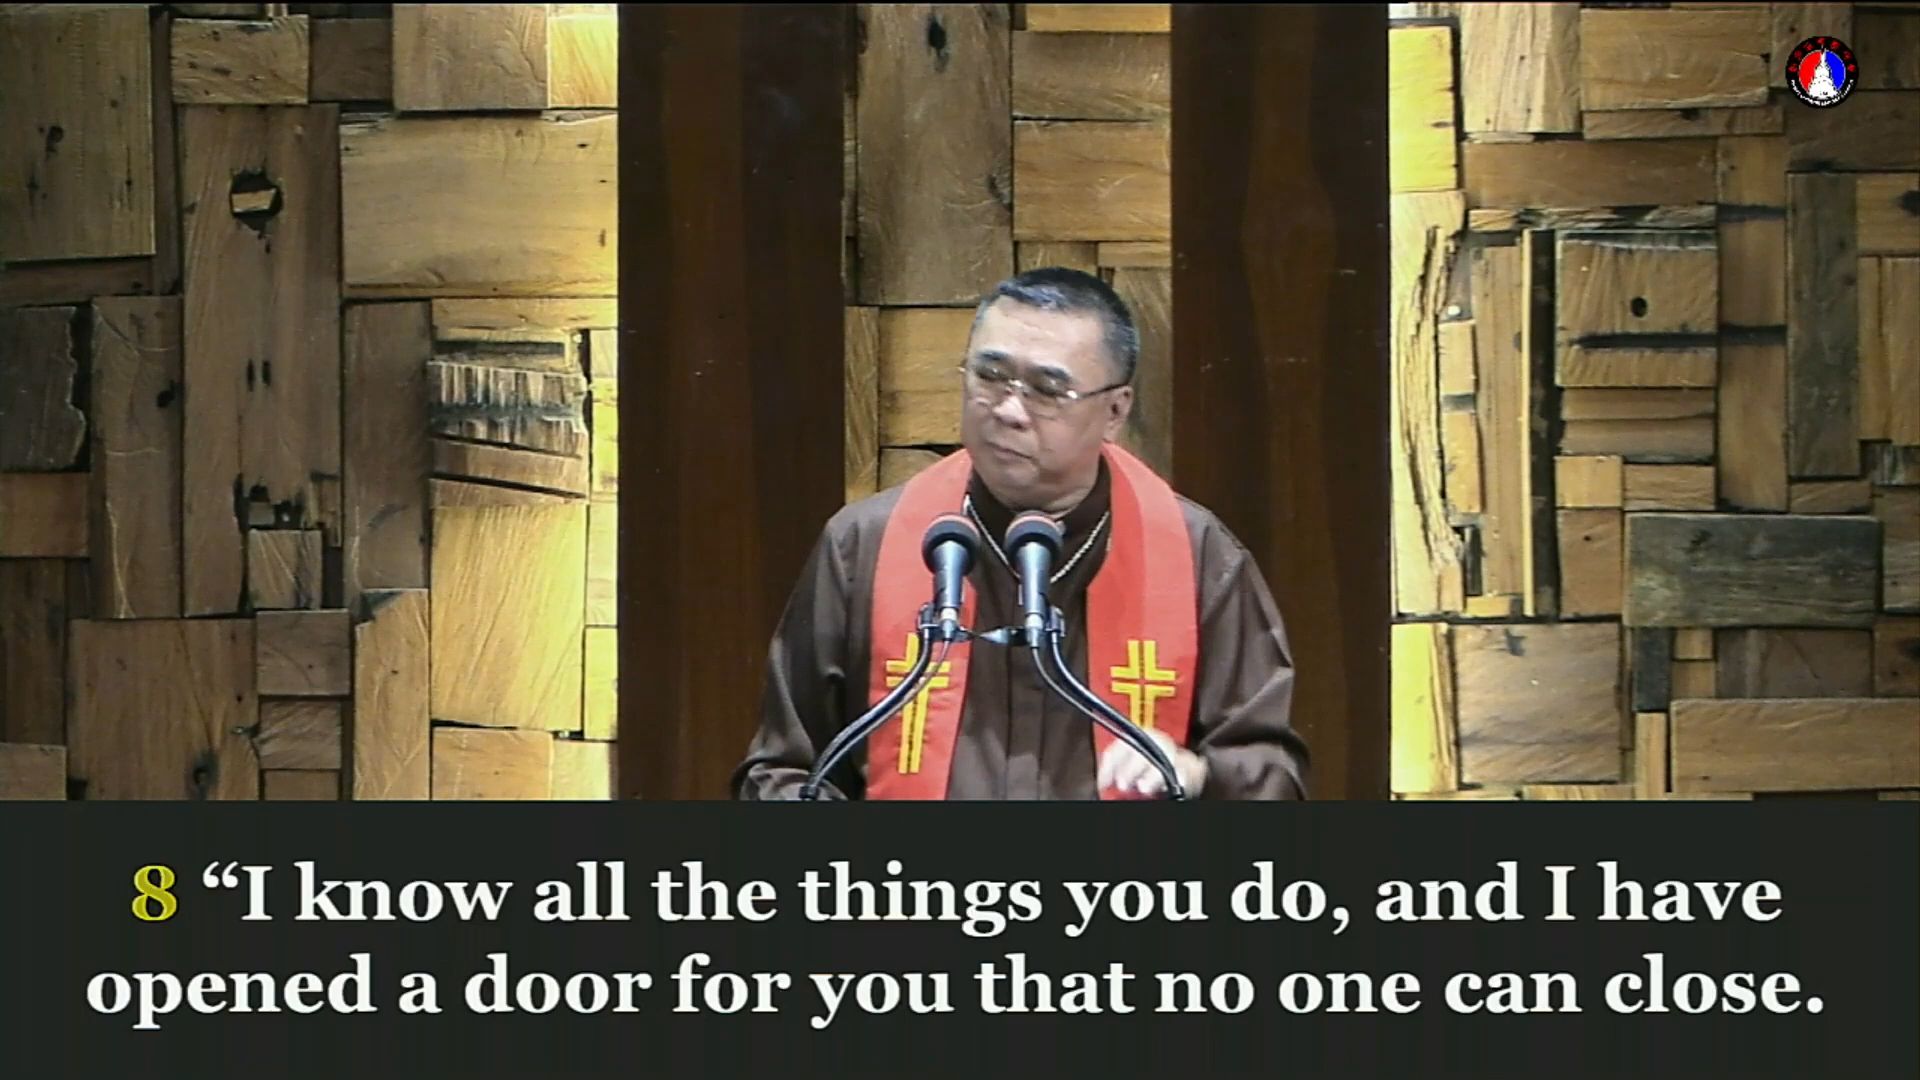 8 “I know all the things you do, and I have
opened a door for you that no one can close.